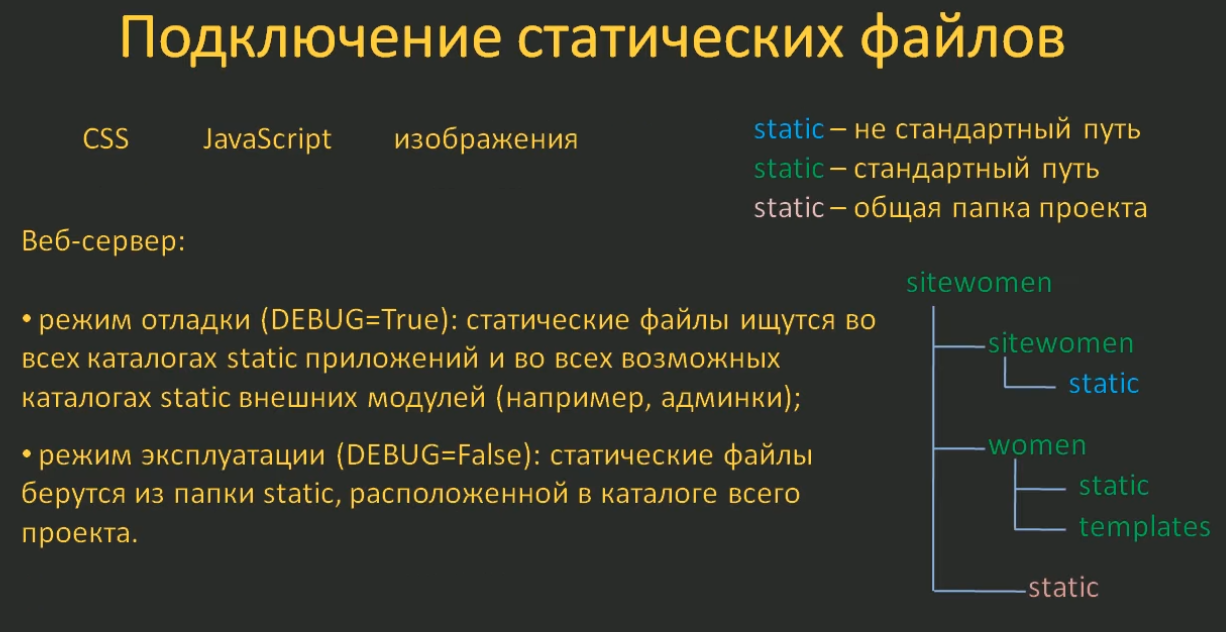 Подключение статических файлов
CSS JavaScript изображения
static – не стандартный путь
static – стандартный путь
static – общая папка проекта
Веб-сервер:
• режим отладки (DEBUG=True): статические файлы ищутся во
всех каталогах static приложений и во всех возможных
каталогах static внешних модулей (например, админки);
• режим эксплуатации (DEBUG=False): статические файлы
берутся из папки static, расположенной в каталоге всего
проекта.
sitewomen
sitewomen
static
women
static
templates
static